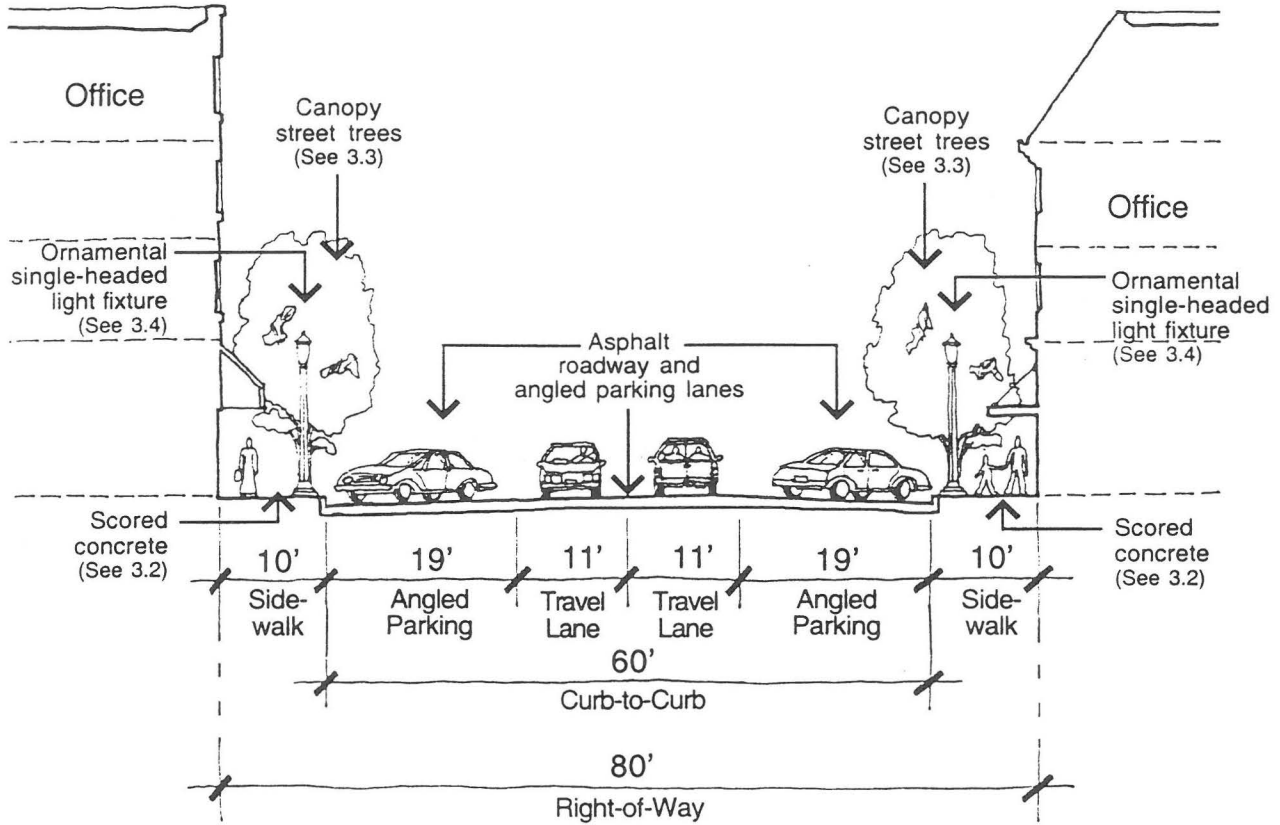 Office
Canopy
street trees
(See 3.3)
Canopy
street trees
(See 3.3)
Office
Ornamental
single-headed
light fixture
(See 3.4)
Ornamental
single-headed
light fixture
(See 3.4)
Asphalt
roadway and
angled parking lanes
Scored
concrete
(See 3.2)
Scored
concrete
(See 3.2)
10' 19' 11' 11' 19' 10'
Side-
walk
Angled
Parking
Travel
Lane
Travel
Lane
Angled
Parking
Side-
walk
60'
Curb-to-Curb
80'
Right-of-Way